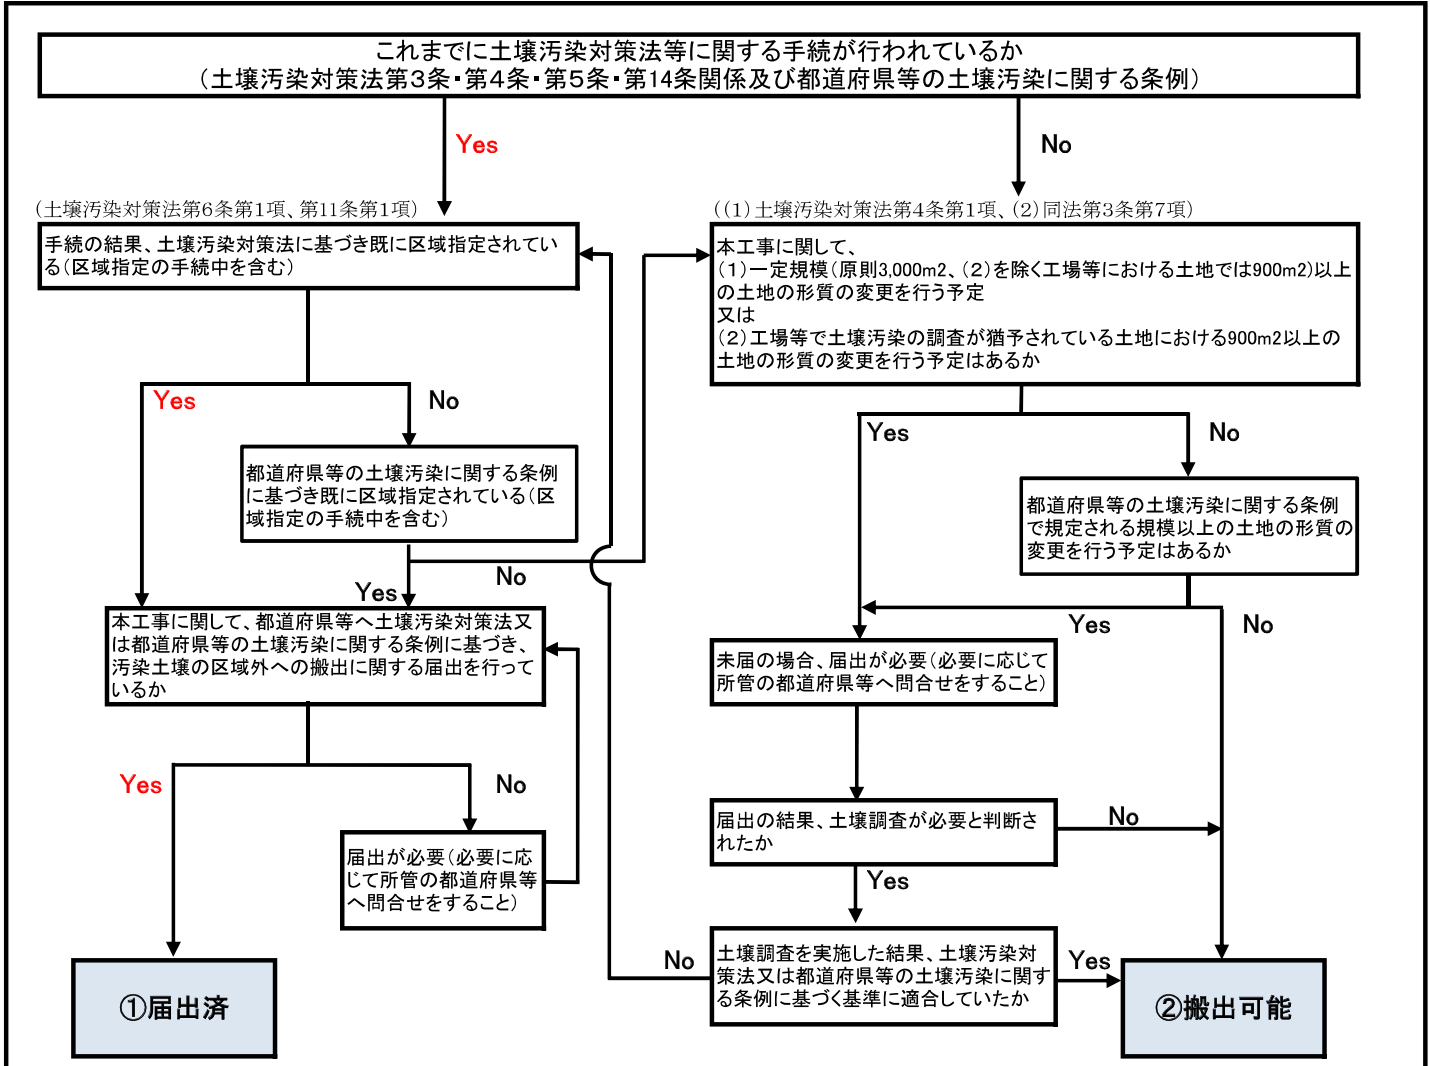 これまでに土壌汚染対策法等に関する手続が行われているか
（土壌汚染対策法第３条・第４条・第５条・第14条関係及び都道府県等の土壌汚染に関する条例）
Yes
No
（土壌汚染対策法第６条第１項、第11条第１項）
手続の結果、土壌汚染対策法に基づき既に区域指定されてい
る（区域指定の手続中を含む）
（（１）土壌汚染対策法第４条第１項、（２）同法第３条第７項）
本工事に関して、
（１）一定規模（原則3,000m2、（２）を除く工場等における土地では900m2）以上
の土地の形質の変更を行う予定
又は
（２）工場等で土壌汚染の調査が猶予されている土地における900m2以上の
土地の形質の変更を行う予定はあるか
Yes
No
都道府県等の土壌汚染に関する条例
に基づき既に区域指定されている（区
域指定の手続中を含む）
Yes
No
都道府県等の土壌汚染に関する条例
で規定される規模以上の土地の形質の
変更を行う予定はあるか
No
Yes
本工事に関して、都道府県等へ土壌汚染対策法又
は都道府県等の土壌汚染に関する条例に基づき、
汚染土壌の区域外への搬出に関する届出を行って
いるか
Yes
No
未届の場合、届出が必要（必要に応じて
所管の都道府県等へ問合せをすること）
Yes
No
届出が必要（必要に応
じて所管の都道府県等
へ問合せをすること）
届出の結果、土壌調査が必要と判断さ
れたか
No
Yes
土壌調査を実施した結果、土壌汚染対
策法又は都道府県等の土壌汚染に関す
る条例に基づく基準に適合していたか
No
Yes
①届出済
②搬出可能